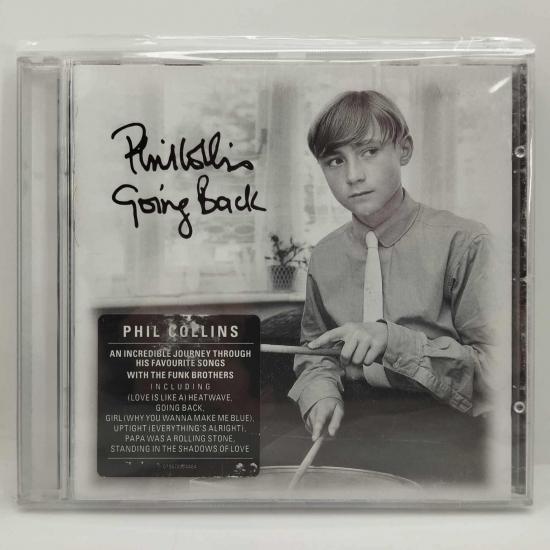 Phil Collins
Going Back
PHIL COLLINS
AN INCREDIBLE JOURNEY THROUGH
HIS FAVOURITE SONGS
WITH THE FUNK BROTHERS
INCLUDING
(LOVE IS LIKE A) HEATWAVE,
GOING BACK,
GIRL (WHY YOU WANNA MAKE ME BLUE),
UPTIGHT (EVERYTHING'S ALRIGHT),
PAPA WAS A ROLLING STONE,
STANDING IN THE SHADOWS OF LOVE